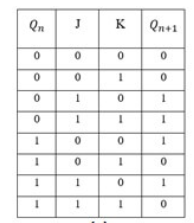 Qn J K Qn+1
0 0 0 0
0 0 1 0
0 1 0 1
0 1 1 1
1 0 0 1
1 0 1 0
1 1 0 1
1 1 1 0